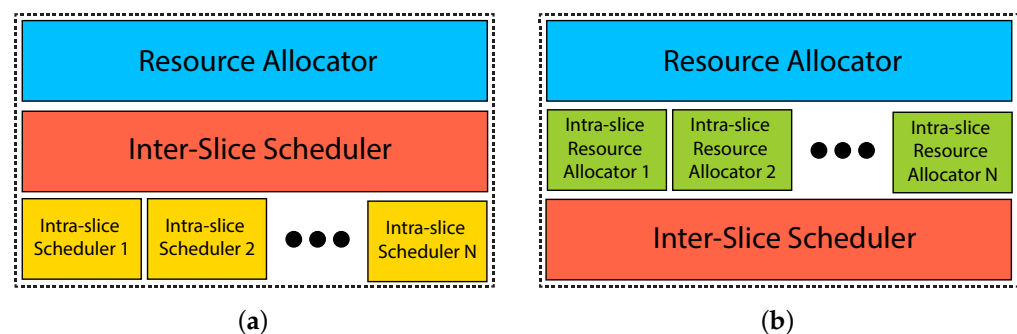 Resource Allocator
Inter-Slice Scheduler
Intra-slice
Scheduler 1
Intra-slice
Scheduler 2
Intra-slice
Scheduler N
(a)
Resource Allocator
Intra-slice
Resource
Allocator 1
Intra-slice
Resource
Allocator 2
Intra-slice
Resource
Allocator N
Inter-Slice Scheduler
(b)